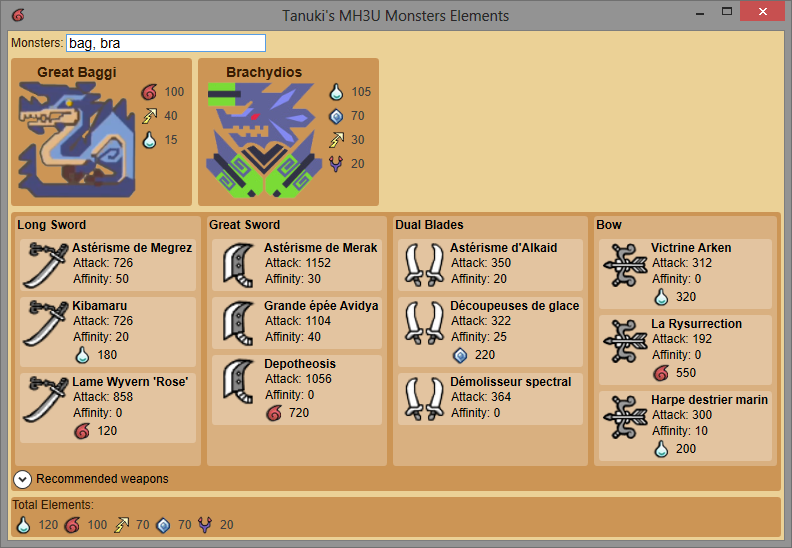 Tanuki's MH3U Monsters Elements
Monsters: bag, bra
Great Baggi
100
40
15
Brachydios
105
70
30
20
Long Sword
Astérisme de Megrez
Attack: 726
Affinity: 50
Kibamaru
Attack: 726
Affinity: 20
180
Lame Wyvern 'Rose'
Attack: 858
Affinity: 0
120
Great Sword
Astérisme de Merak
Attack: 1152
Affinity: 30
Grande épée Avidya
Attack: 1104
Affinity: 40
Depotheosis
Attack: 1056
Affinity: 0
720
Dual Blades
Astérisme d'Alkaid
Attack: 350
Affinity: 20
Découpeuses de glace
Attack: 322
Affinity: 25
220
Démolisseur spectral
Attack: 364
Affinity: 0
Bow
Victrine Arken
Attack: 312
Affinity: 0
320
La Rysurrection
Attack: 192
Affinity: 0
550
Harpe destrier marin
Attack: 300
Affinity: 10
200
Recommended weapons
Total Elements:
120 100 70 70 20